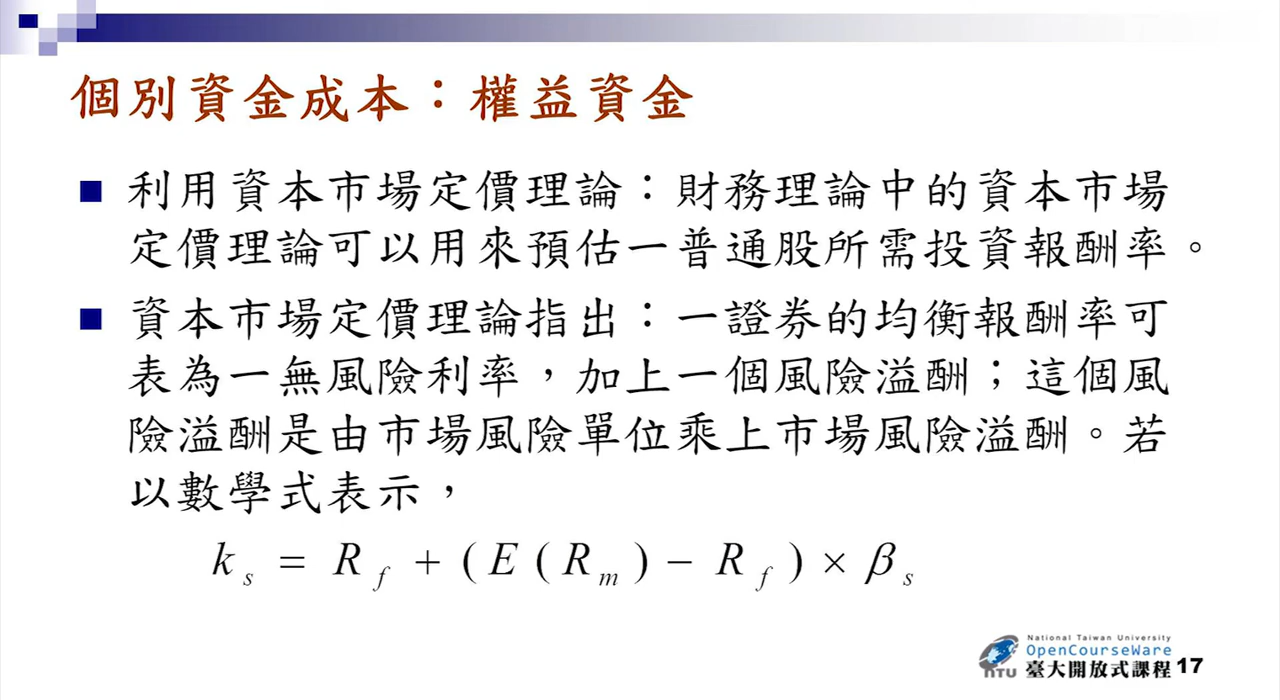 個別資金成本：權益資金
利用資本市場定價理論：財務理論中的資本市場
定價理論可以用來預估一普通股所需投資報酬率。
資本市場定價理論指出：一證券的均衡報酬率可
表為一無風險利率，加上一個風險溢酬；這個風
險溢酬是由市場風險單位乘上市場風險溢酬。若
以數學式表示，
k_s = R_f + ( E ( R_m ) − R_f ) × β_s
National Taiwan University
OpenCourseWare
NTU 臺大開放式課程 17